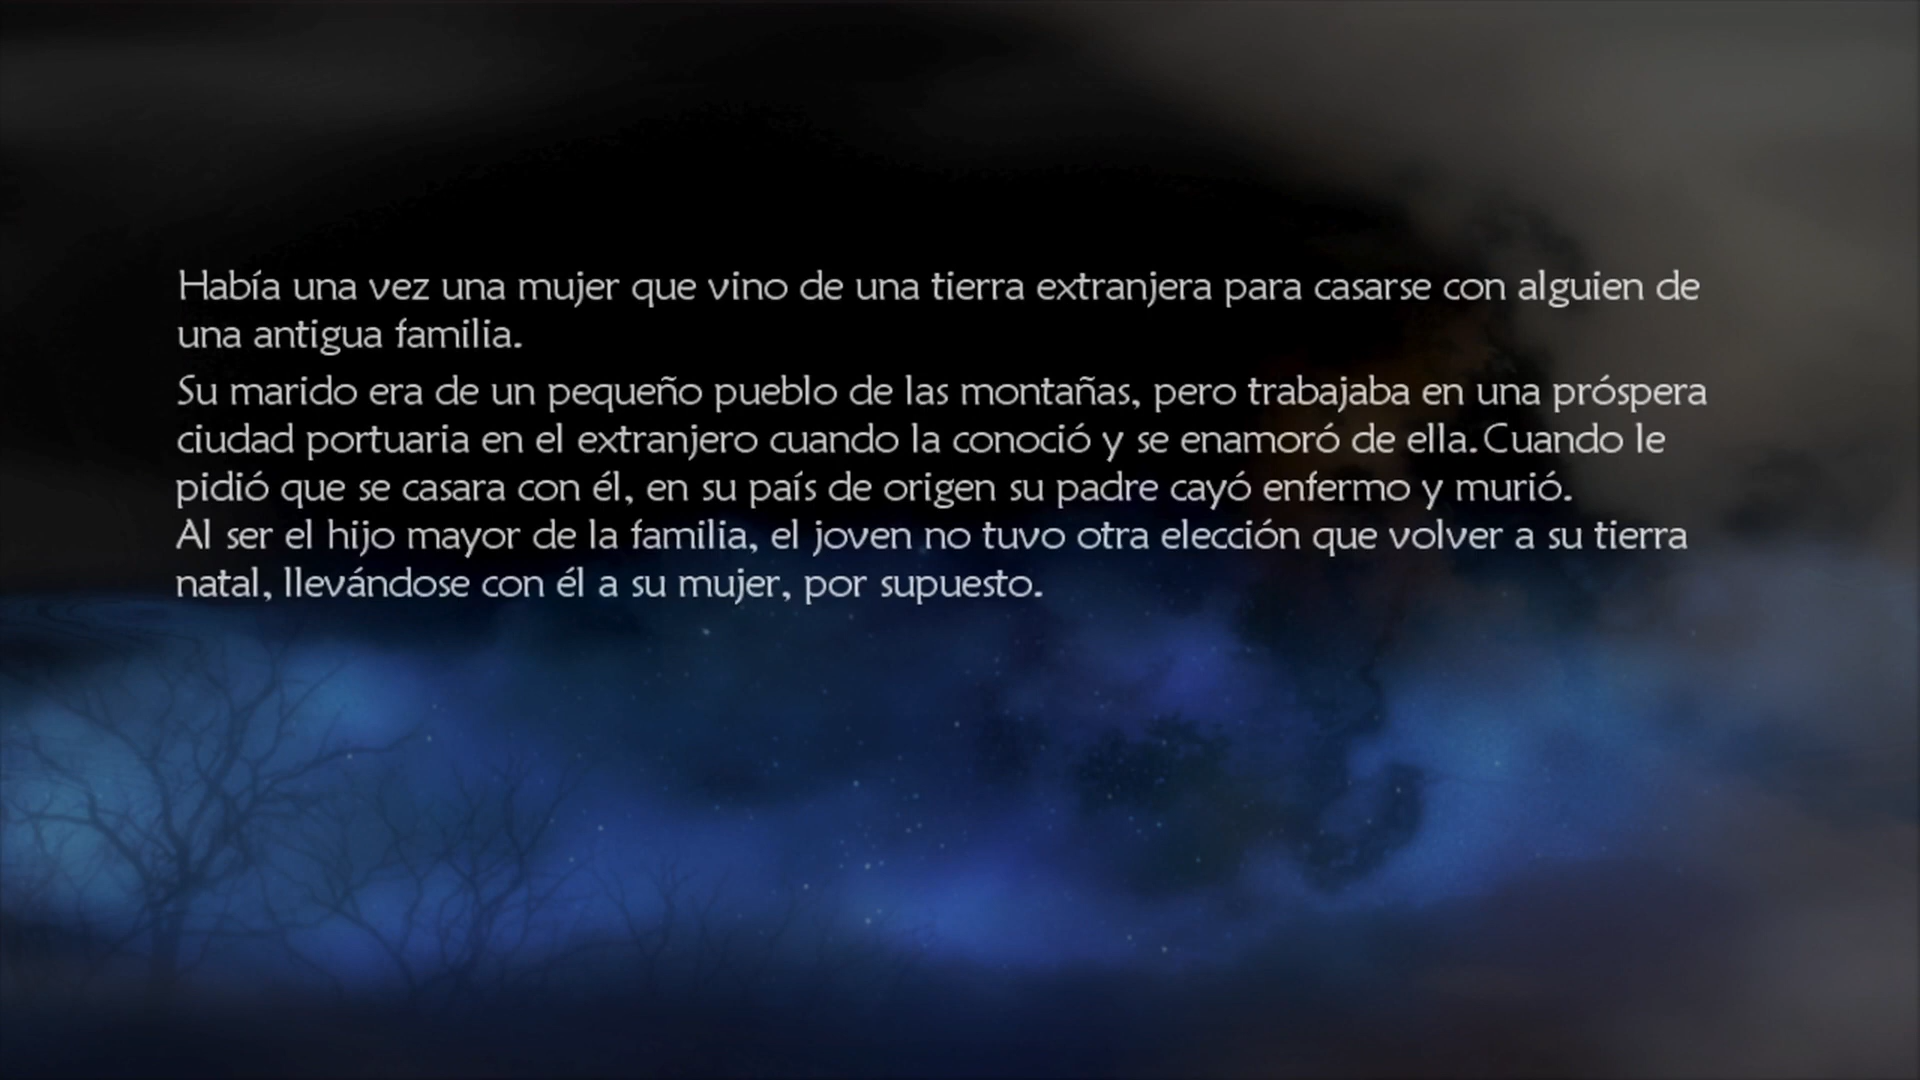 Había una vez una mujer que vino de una tierra extranjera para casarse con alguien de
una antigua familia.
Su marido era de un pequeño pueblo de las montañas, pero trabajaba en una próspera
ciudad portuaria en el extranjero cuando la conoció y se enamoró de ella.Cuando le
pidió que se casara con él, en su país de origen su padre cayó enfermo y murió.
Al ser el hijo mayor de la familia, el joven no tuvo otra elección que volver a su tierra
natal, llevándose con él a su mujer, por supuesto.